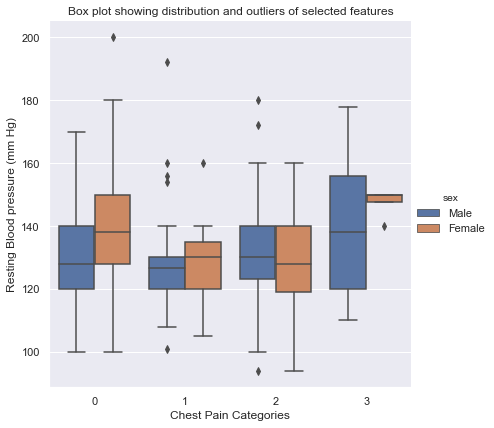 Box plot showing distribution and outliers of selected features
200
180
160
140
120
100
Resting Blood pressure (mm Hg)
0 1 2 3
Chest Pain Categories
sex
Male
Female